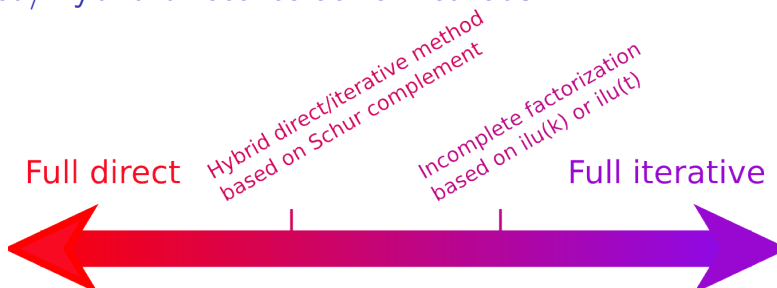 Hybrid direct/iterative method
based on Schur complement
Incomplete factorization
based on ilu(k) or ilu(t)
Full direct
Full iterative